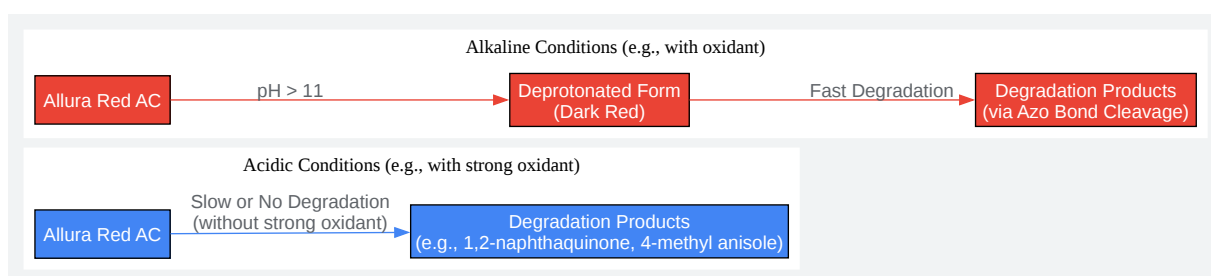 Alkaline Conditions (e.g., with oxidant)
Allura Red AC
pH > 11
Deprotonated Form
(Dark Red)
Fast Degradation
Degradation Products
(via Azo Bond Cleavage)
Acidic Conditions (e.g., with strong oxidant)
Allura Red AC
Slow or No Degradation
(without strong oxidant)
Degradation Products
(e.g., 1,2-naphthaquinone, 4-methyl anisole)